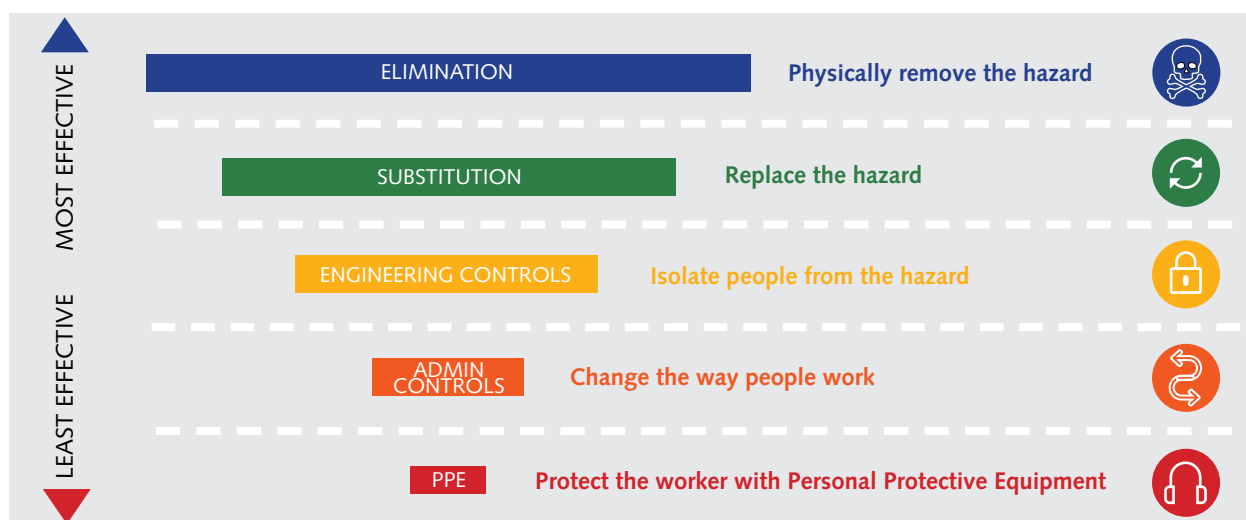 MOST EFFECTIVE
LEAST EFFECTIVE
ELIMINATION
Physically remove the hazard
SUBSTITUTION
Replace the hazard
ENGINEERING CONTROLS
Isolate people from the hazard
ADMIN
CONTROLS
Change the way people work
PPE
Protect the worker with Personal Protective Equipment